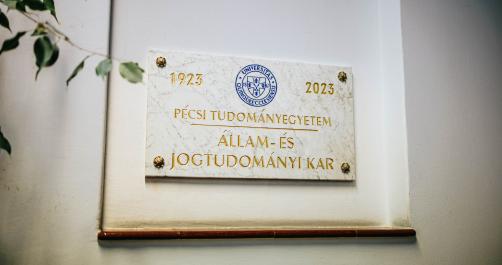 1923 2023
PÉCSI TUDOMÁNYEGYETEM
ÁLLAM- ÉS
JOGTUDOMÁNYI KAR